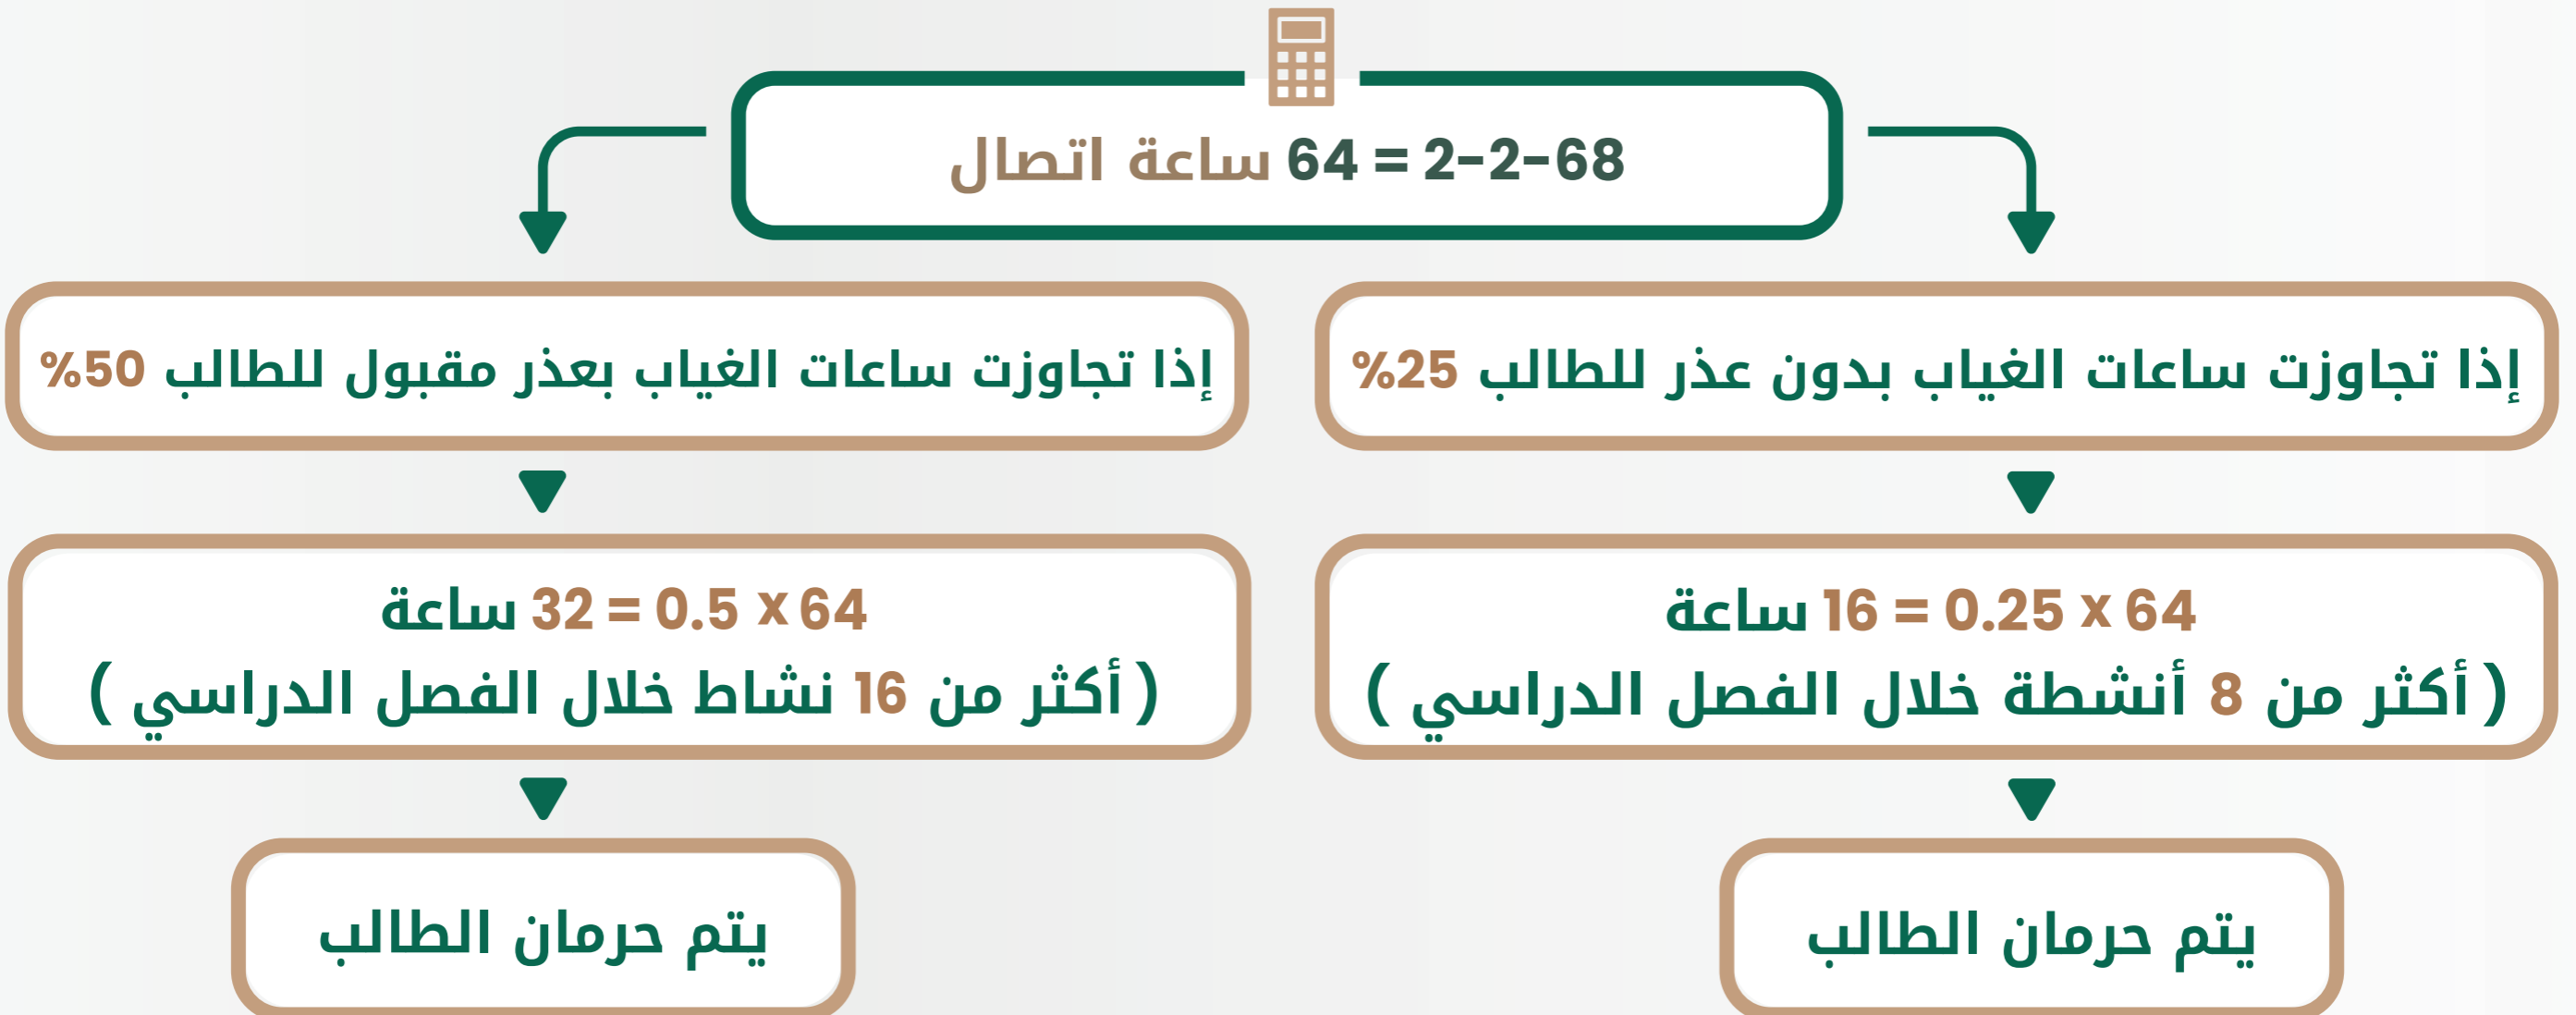 68-2-2 = 64 ساعة اتصال
إذا تجاوزت ساعات الغياب بدون عذر للطالب 25%
64 x 0.25 = 16 ساعة
( أكثر من 8 أنشطة خلال الفصل الدراسي )
يتم حرمان الطالب
إذا تجاوزت ساعات الغياب بعذر مقبول للطالب 50%
64 x 0.5 = 32 ساعة
( أكثر من 16 نشاط خلال الفصل الدراسي )
يتم حرمان الطالب